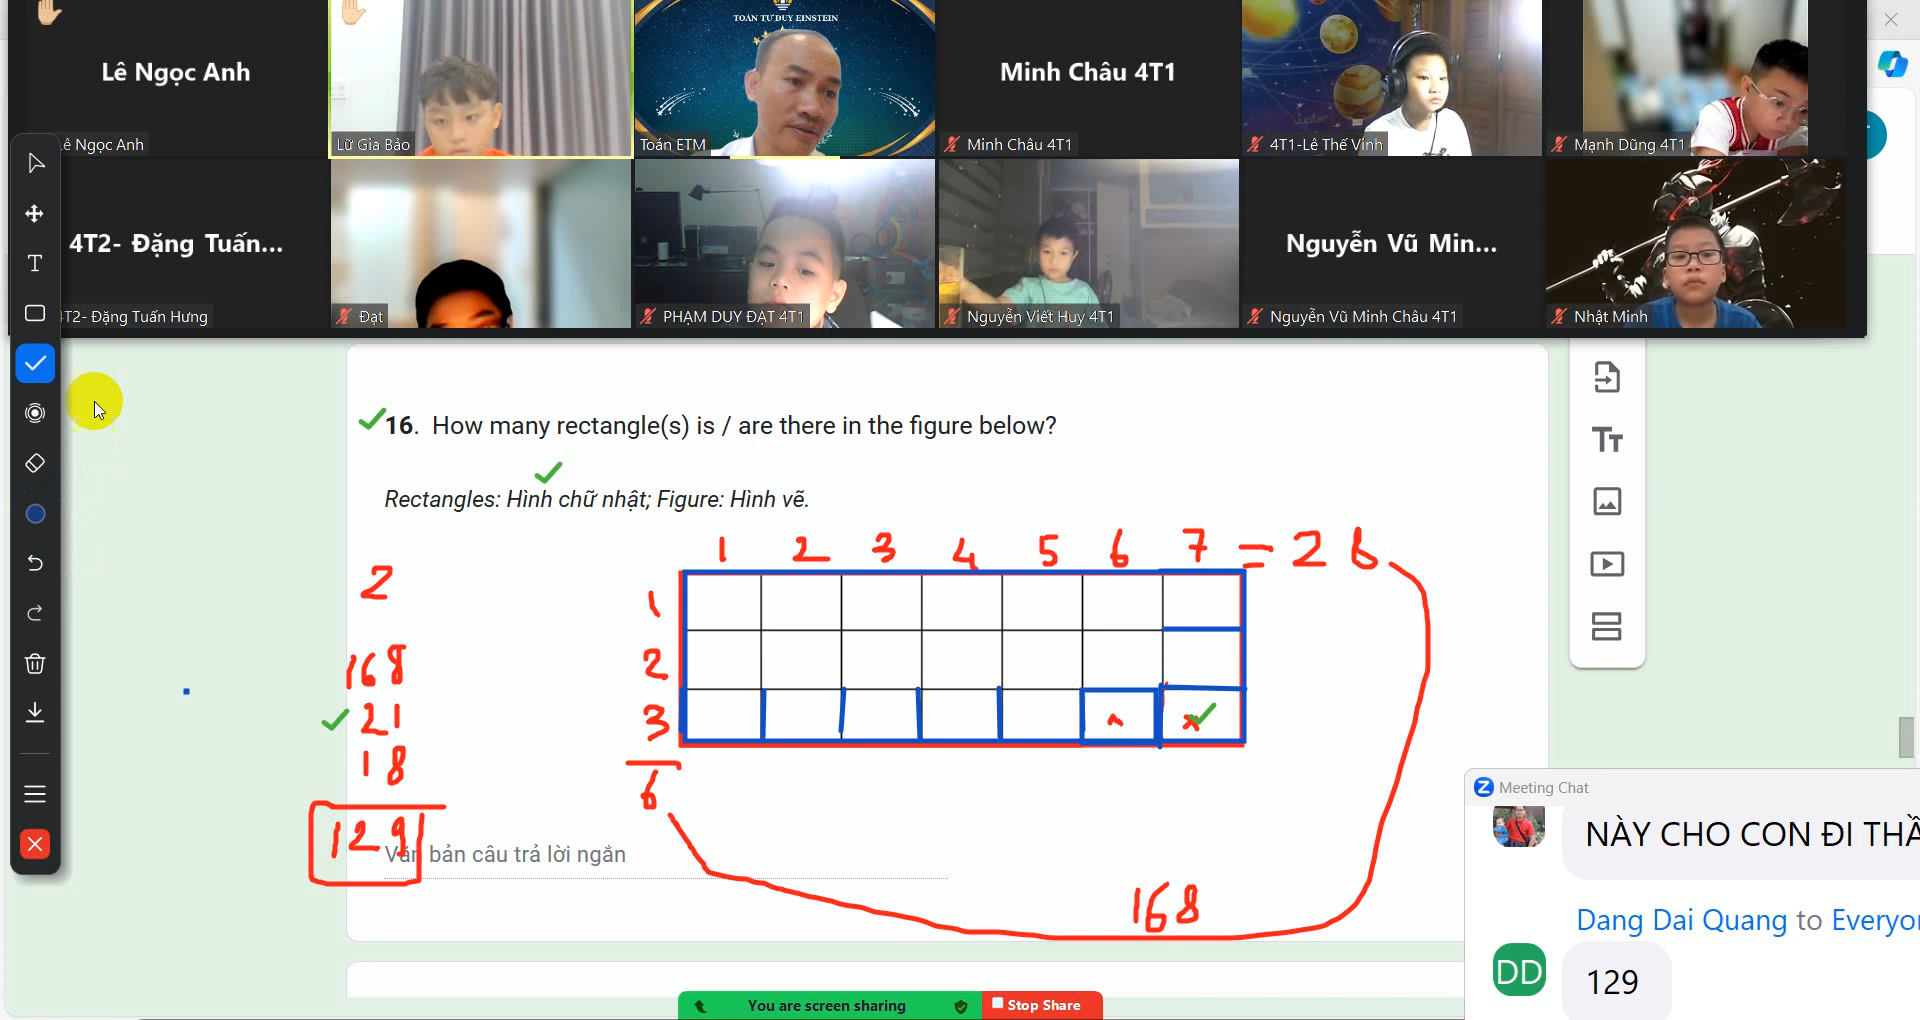 TOÁN TƯ DUY EINSTEIN
Lê Ngọc Anh
Minh Châu 4T1
ê Ngọc Anh
Lữ Gia Bảo
Toán ETM
Minh Châu 4T1
4T1-Lê Thế Vinh
Mạnh Dũng 4T1
4T2- Đặng Tuấn...
Nguyễn Vũ Min...
4T2- Đặng Tuấn Hưng
Đạt
PHẠM DUY ĐẠT 4T1
Nguyễn Viết Huy 4T1
Nguyễn Vũ Minh Châu 4T1
Nhật Minh
16. How many rectangle(s) is / are there in the figure below?
Rectangles: Hình chữ nhật; Figure: Hình vẽ.
1 2 3 4 5 6 7 = 28
1
2
3
6
2
168
21
18
129
168
Văn bản câu trả lời ngắn
Meeting Chat
NÀY CHO CON ĐI THẦ
Dang Dai Quang to Everyo
DD
129
You are screen sharing
Stop Share